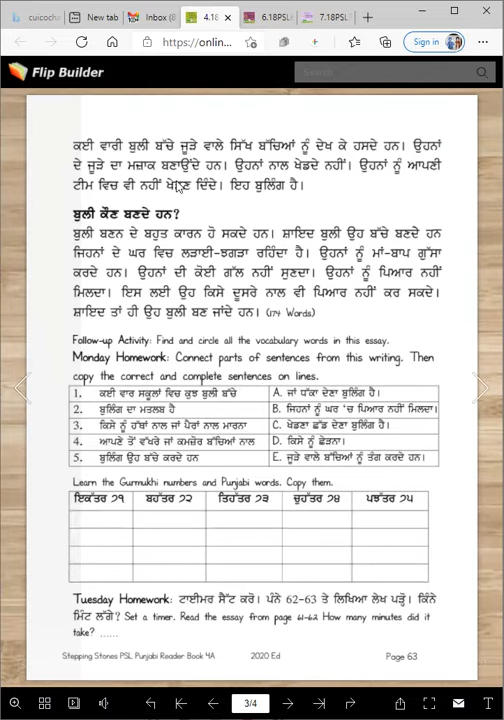 cuicocha
New Tab
Inbox (8
4.18
6.18PSL
7.18PSL
https://onlin...
Sign in
Flip Builder
Search
ਕਈ ਵਾਰੀ ਬੁਲੀ ਬੱਚੇ ਜੂੜੇ ਵਾਲੇ ਸਿੱਖ ਬੱਚਿਆਂ ਨੂੰ ਦੇਖ ਕੇ ਹਸਦੇ ਹਨ। ਉਹਨਾਂ
ਦੇ ਜੂੜੇ ਦਾ ਮਜ਼ਾਕ ਬਣਾਉਂਦੇ ਹਨ। ਉਹਨਾਂ ਨਾਲ ਖੇਡਦੇ ਨਹੀਂ। ਉਹਨਾਂ ਨੂੰ ਆਪਣੀ
ਟੀਮ ਵਿਚ ਵੀ ਨਹੀਂ ਦਿੰਦੇ। ਇਹ ਬੁਲਿੰਗ ਹੈ।
ਬੁਲੀ ਕੌਣ ਬਣਦੇ ਹਨ?
ਬੁਲੀ ਬਣਨ ਦੇ ਬਹੁਤ ਕਾਰਨ ਹੋ ਸਕਦੇ ਹਨ। ਸ਼ਾਇਦ ਬੁਲੀ ਉਹ ਬੱਚੇ ਬਣਦੇ ਹਨ
ਜਿਹਨਾਂ ਦੇ ਘਰ ਵਿਚ ਲੜਾਈ-ਝਗੜਾ ਰਹਿੰਦਾ ਹੈ। ਉਹਨਾਂ ਨੂੰ ਮਾਂ-ਬਾਪ ਗੁੱਸਾ
ਕਰਦੇ ਹਨ। ਉਹਨਾਂ ਦੀ ਕੋਈ ਗੱਲ ਨਹੀਂ ਸੁਣਦਾ। ਉਹਨਾਂ ਨੂੰ ਪਿਆਰ ਨਹੀਂ
ਮਿਲਦਾ। ਇਸ ਲਈ ਉਹ ਕਿਸੇ ਦੂਸਰੇ ਨਾਲ ਵੀ ਪਿਆਰ ਨਹੀਂ ਕਰ ਸਕਦੇ।
ਸ਼ਾਇਦ ਤਾਂ ਹੀ ਉਹ ਬੁਲੀ ਬਣ ਜਾਂਦੇ ਹਨ। (174 Words)
Follow-up Activity: Find and circle all the vocabulary words in this essay.
Monday Homework: Connect parts of sentences from this writing. Then
copy the correct and complete sentences on lines.
1. ਕਈ ਵਾਰ ਸਕੂਲਾਂ ਵਿਚ ਕੁਝ ਬੁਲੀ ਬੱਚੇ A. ਜਾਂ ਧੱਕਾ ਦੇਣਾ ਬੁਲਿੰਗ ਹੈ।
2. ਬੁਲਿੰਗ ਦਾ ਮਤਲਬ ਹੈ B. ਜਿਹਨਾਂ ਨੂੰ ਘਰ 'ਚ ਪਿਆਰ ਨਹੀਂ ਮਿਲਦਾ।
3. ਕਿਸੇ ਨੂੰ ਹੱਥਾਂ ਨਾਲ ਜਾਂ ਪੈਰਾਂ ਨਾਲ ਮਾਰਨਾ C. ਖੇਡਣਾ ਛੱਡ ਦੇਣਾ ਬੁਲਿੰਗ ਹੈ।
4. ਆਪਣੇ ਤੋਂ ਵੱਖਰੇ ਜਾਂ ਕਮਜ਼ੋਰ ਬੱਚਿਆਂ ਨਾਲ D. ਕਿਸੇ ਨੂੰ ਛੇੜਨਾ।
5. ਬੁਲਿੰਗ ਉਹ ਬੱਚੇ ਕਰਦੇ ਹਨ E. ਜੂੜੇ ਵਾਲੇ ਬੱਚਿਆਂ ਨੂੰ ਤੰਗ ਕਰਦੇ ਹਨ।
Learn the Gurmukhi numbers and Punjabi words. Copy them.
ਇਕੱਤਰ ੭੧ ਬਹੱਤਰ ੭੨ ਤਿਹੱਤਰ ੭੩ ਚੁਹੱਤਰ ੭੪ ਪਝੱਤਰ ੭੫
Tuesday Homework: ਟਾਈਮਰ ਸੈੱਟ ਕਰੋ। ਪੰਨੇ 62-63 ਤੇ ਲਿਖਿਆ ਲੇਖ ਪੜ੍ਹੋ। ਕਿੰਨੇ
ਮਿੰਟ ਲੱਗੇ? Set a timer. Read the essay from page 61-62. How many minutes did it
take? ......
Stepping Stones PSL Punjabi Reader Book 4A 2020 Ed Page 63
3/4